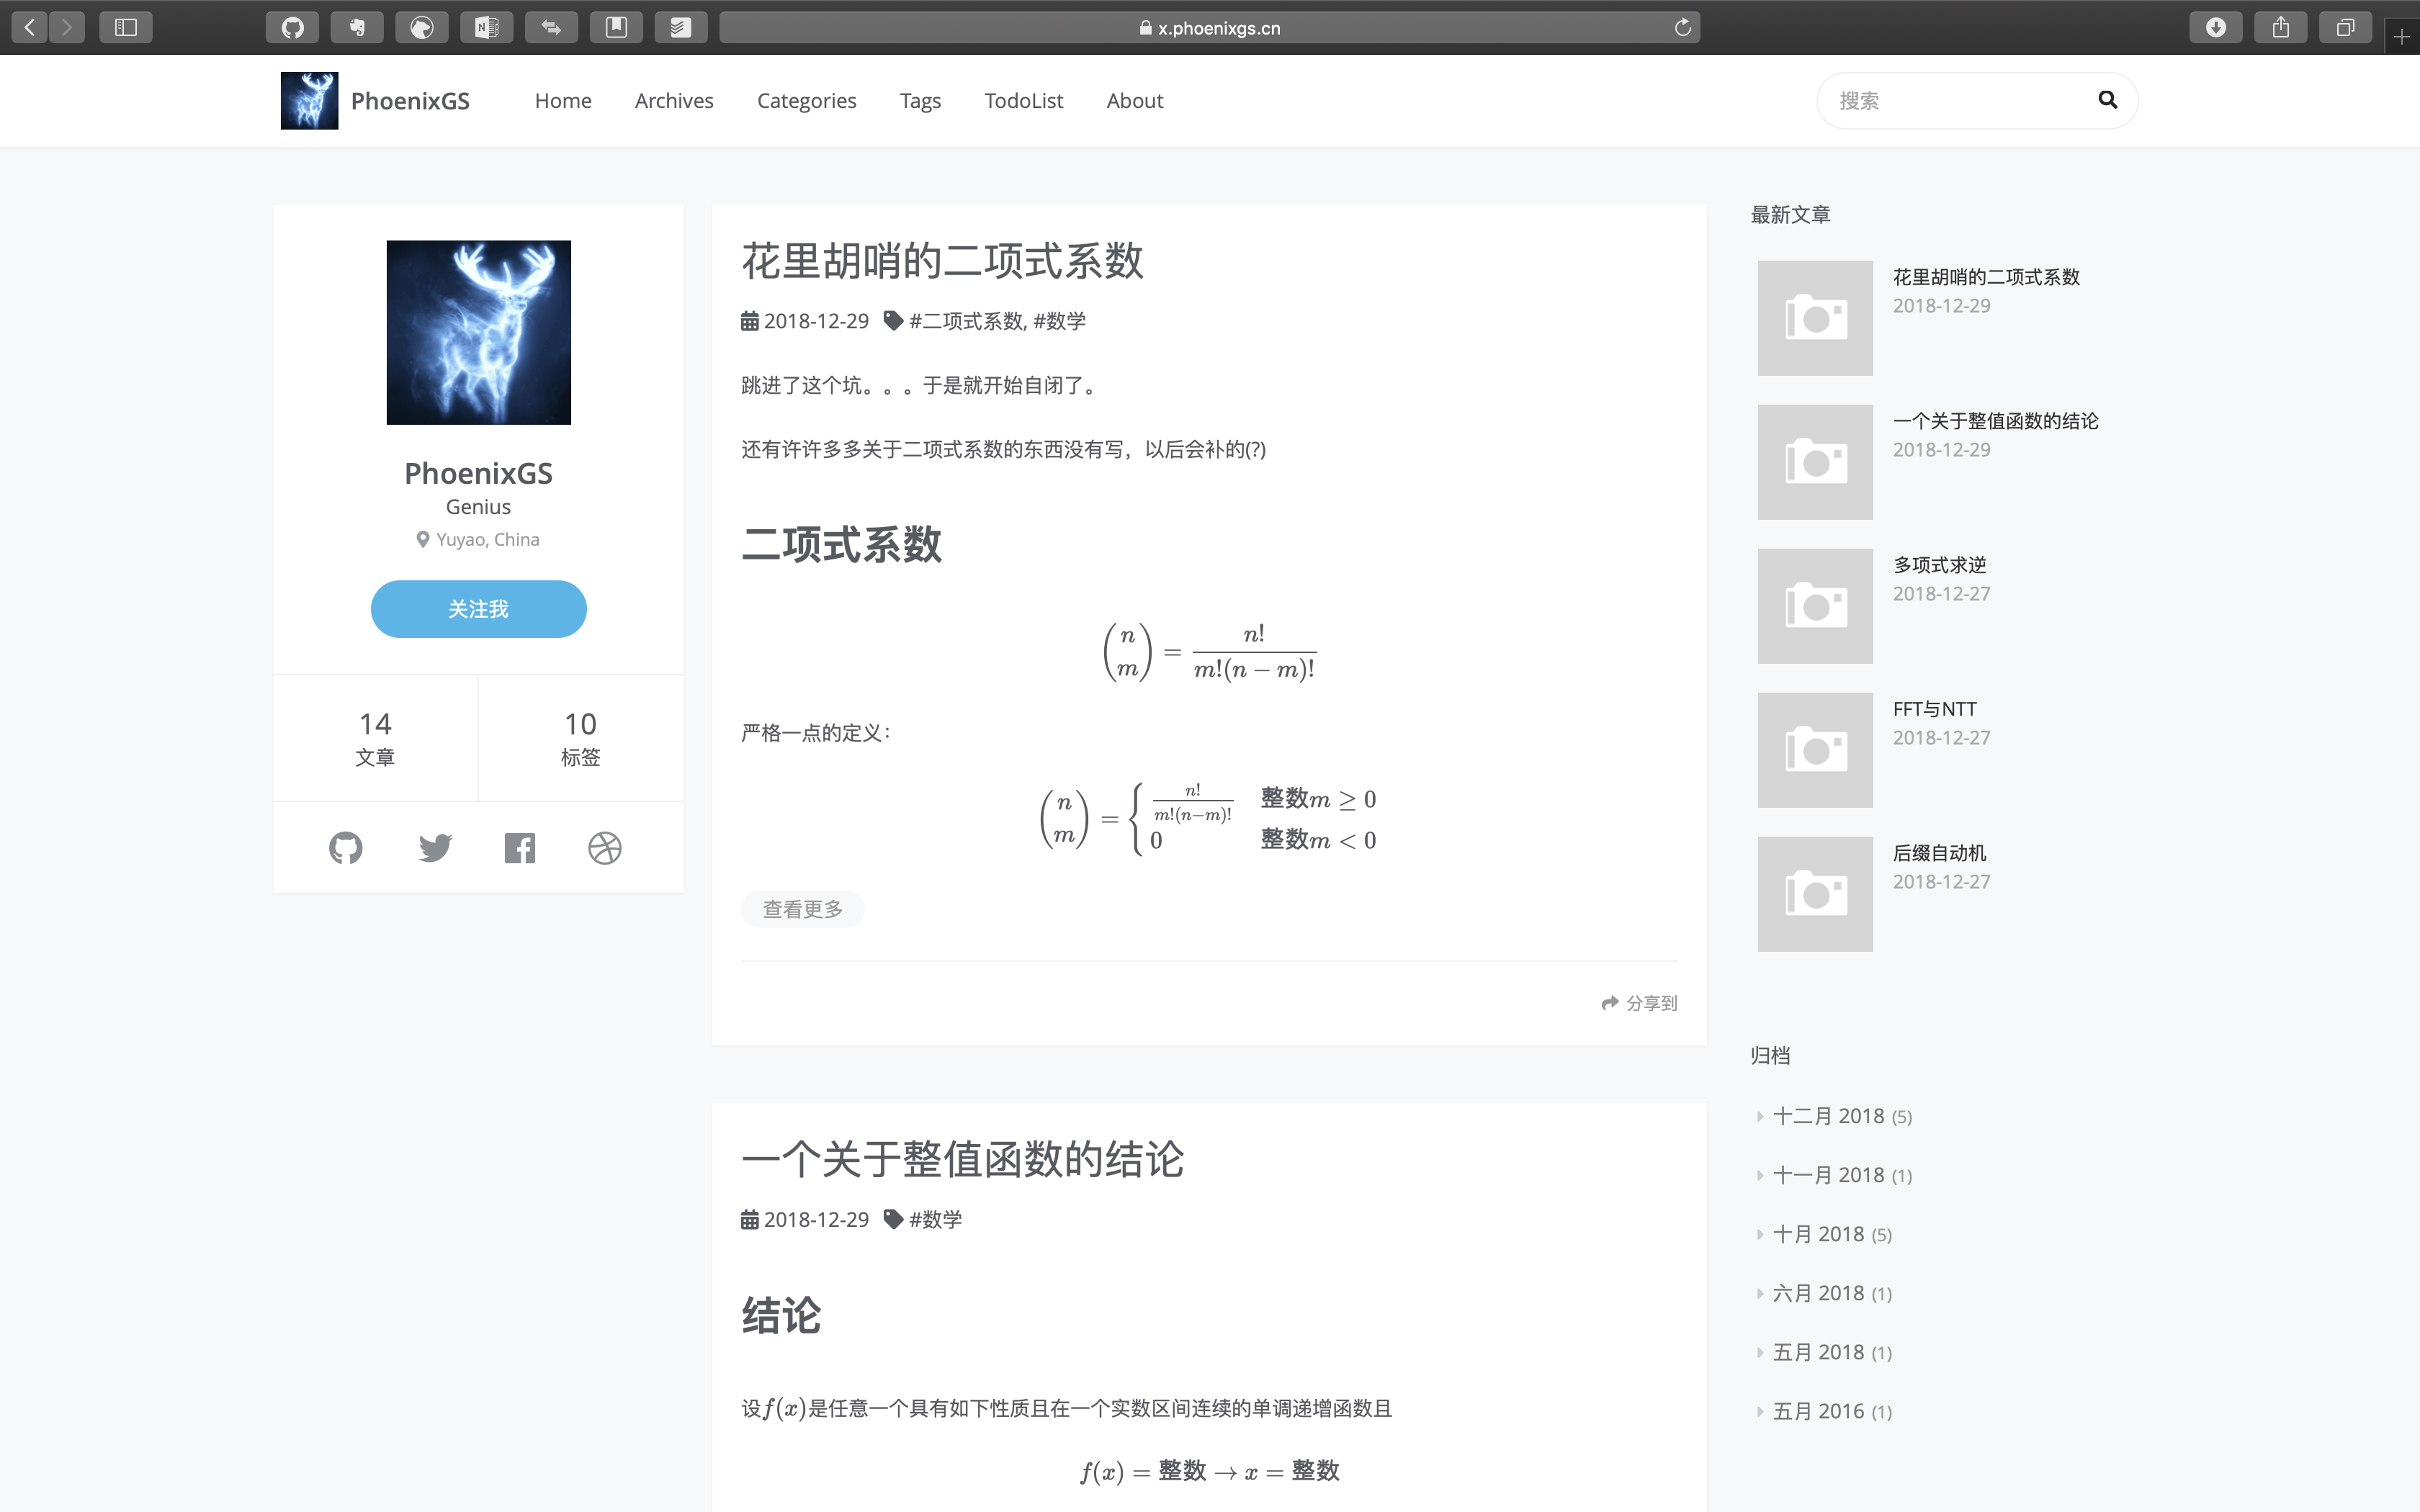 x.phoenixgs.cn
PhoenixGS Home Archives Categories Tags TodoList About 搜索
PhoenixGS
Genius
Yuyao, China
关注我
14
文章
10
标签
花里胡哨的二项式系数
2018-12-29 #二项式系数, #数学
跳进了这个坑。。。于是就开始自闭了。
还有许许多多关于二项式系数的东西没有写，以后会补的(?)
二项式系数
(n m) = n! / m!(n − m)!
严格一点的定义：
(n m) = { n! / m!(n−m)! 整数m ≥ 0
0 整数m < 0
查看更多
分享到
一个关于整值函数的结论
2018-12-29 #数学
结论
设f(x)是任意一个具有如下性质且在一个实数区间连续的单调递增函数且
f(x) = 整数 → x = 整数
最新文章
花里胡哨的二项式系数
2018-12-29
一个关于整值函数的结论
2018-12-29
多项式求逆
2018-12-27
FFT与NTT
2018-12-27
后缀自动机
2018-12-27
归档
十二月 2018 (5)
十一月 2018 (1)
十月 2018 (5)
六月 2018 (1)
五月 2018 (1)
五月 2016 (1)